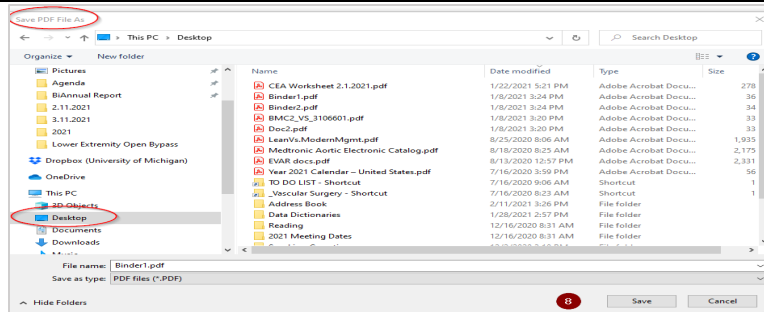 Save PDF File As
This PC > Desktop
Search Desktop
Organize
New folder
Pictures
Agenda
BiAnnual Report
2.11.2021
3.11.2021
2021
Lower Extremity Open Bypass
Dropbox (University of Michigan)
OneDrive
This PC
3D Objects
Desktop
Documents
Downloads
Name Date modified Type Size
CEA Worksheet 2.1.2021.pdf 1/22/2021 5:21 PM Adobe Acrobat Docu... 278
Binder1.pdf 1/8/2021 3:24 PM Adobe Acrobat Docu... 36
Binder2.pdf 1/8/2021 3:24 PM Adobe Acrobat Docu... 34
BMC2_VS_3106601.pdf 1/8/2021 3:20 PM Adobe Acrobat Docu... 33
Doc2.pdf 1/8/2021 3:20 PM Adobe Acrobat Docu... 33
LeanVs.ModernMgmt.pdf 8/25/2020 8:06 AM Adobe Acrobat Docu... 1,935
Medtronic Aortic Electronic Catalog.pdf 8/18/2020 8:25 AM Adobe Acrobat Docu... 2,175
EVAR docs.pdf 8/13/2020 12:57 PM Adobe Acrobat Docu... 2,331
Year 2021 Calendar – United States.pdf 7/16/2020 3:59 PM Adobe Acrobat Docu... 56
TO DO LIST - Shortcut 7/16/2020 9:06 AM Shortcut 1
_Vascular Surgery - Shortcut 7/16/2020 8:23 AM Shortcut 1
Address Book 2/11/2021 3:26 PM File folder
Data Dictionaries 1/28/2021 2:57 PM File folder
Reading 12/16/2020 8:31 AM File folder
2021 Meeting Dates 12/16/2020 8:31 AM File folder
File name: Binder1.pdf
Save as type: PDF files (*.PDF)
Hide Folders
8
Save
Cancel